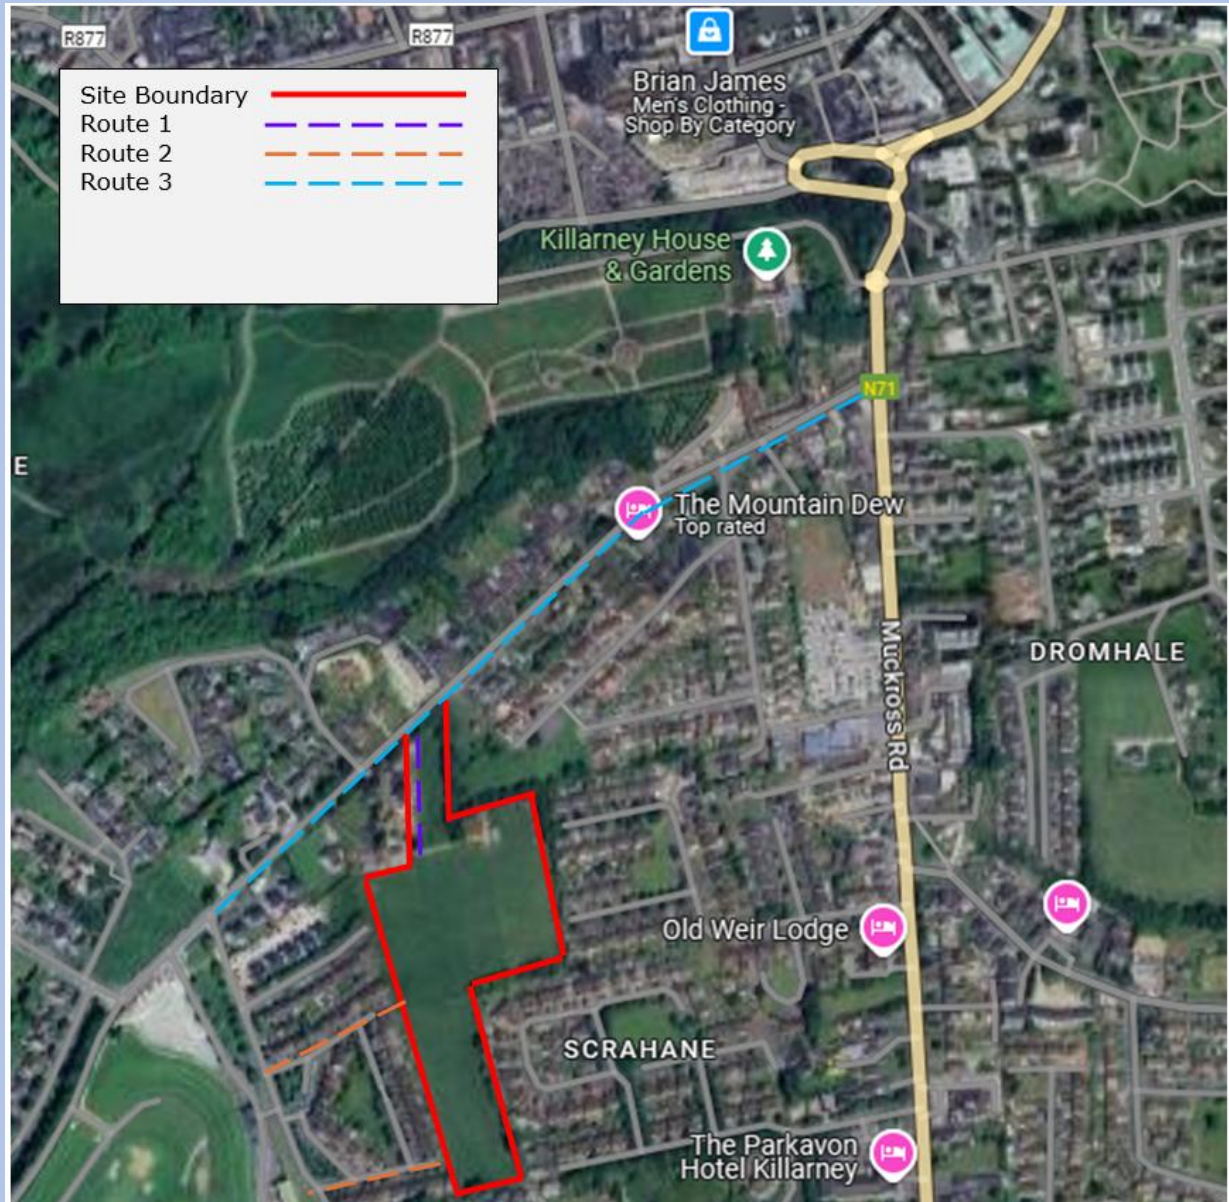 R877
R877
Site Boundary
Route 1
Route 2
Route 3
Brian James
Men's Clothing -
Shop By Category
Killarney House
& Gardens
N71
E
The Mountain Dew
Top rated
Muckross Rd
DROMHALE
Old Weir Lodge
SCRAHANE
The Parkavon
Hotel Killarney